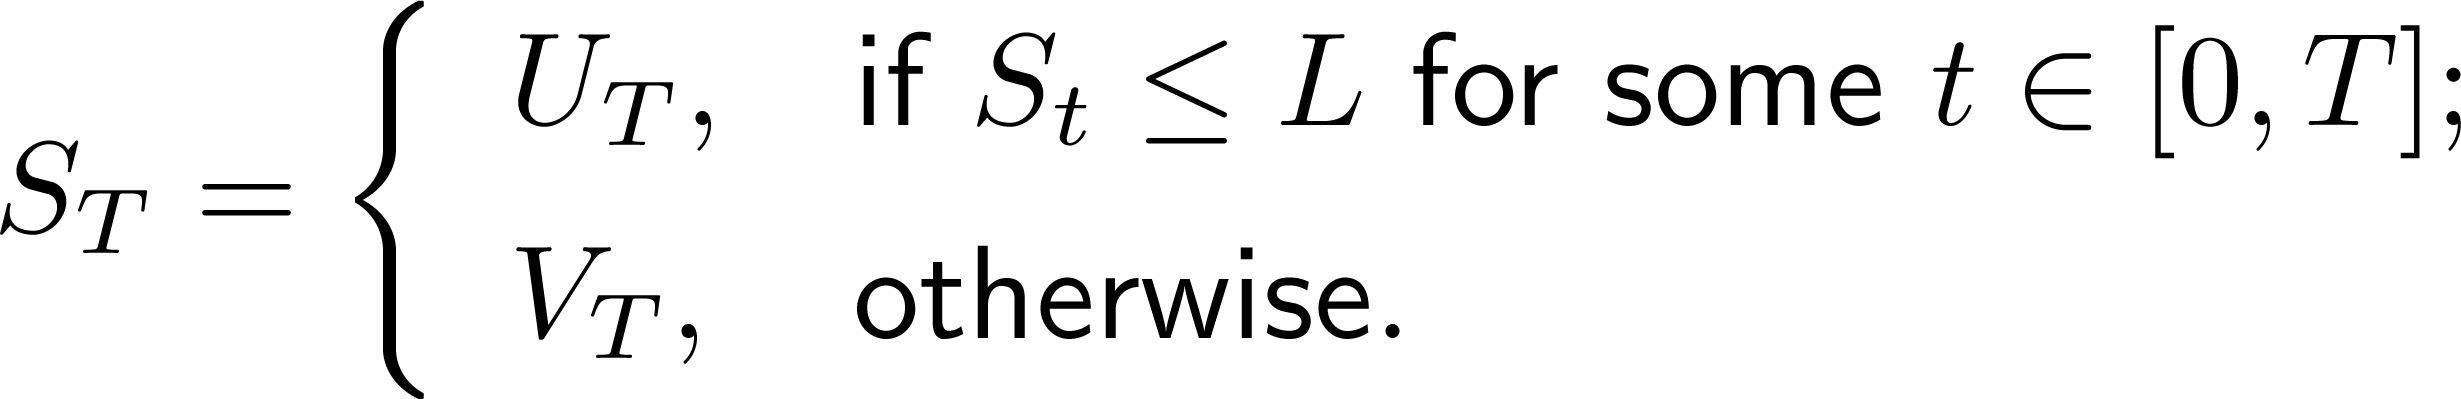 S_T = { U_T, if S_t ≤ L for some t ∈ [0, T];
V_T, otherwise.